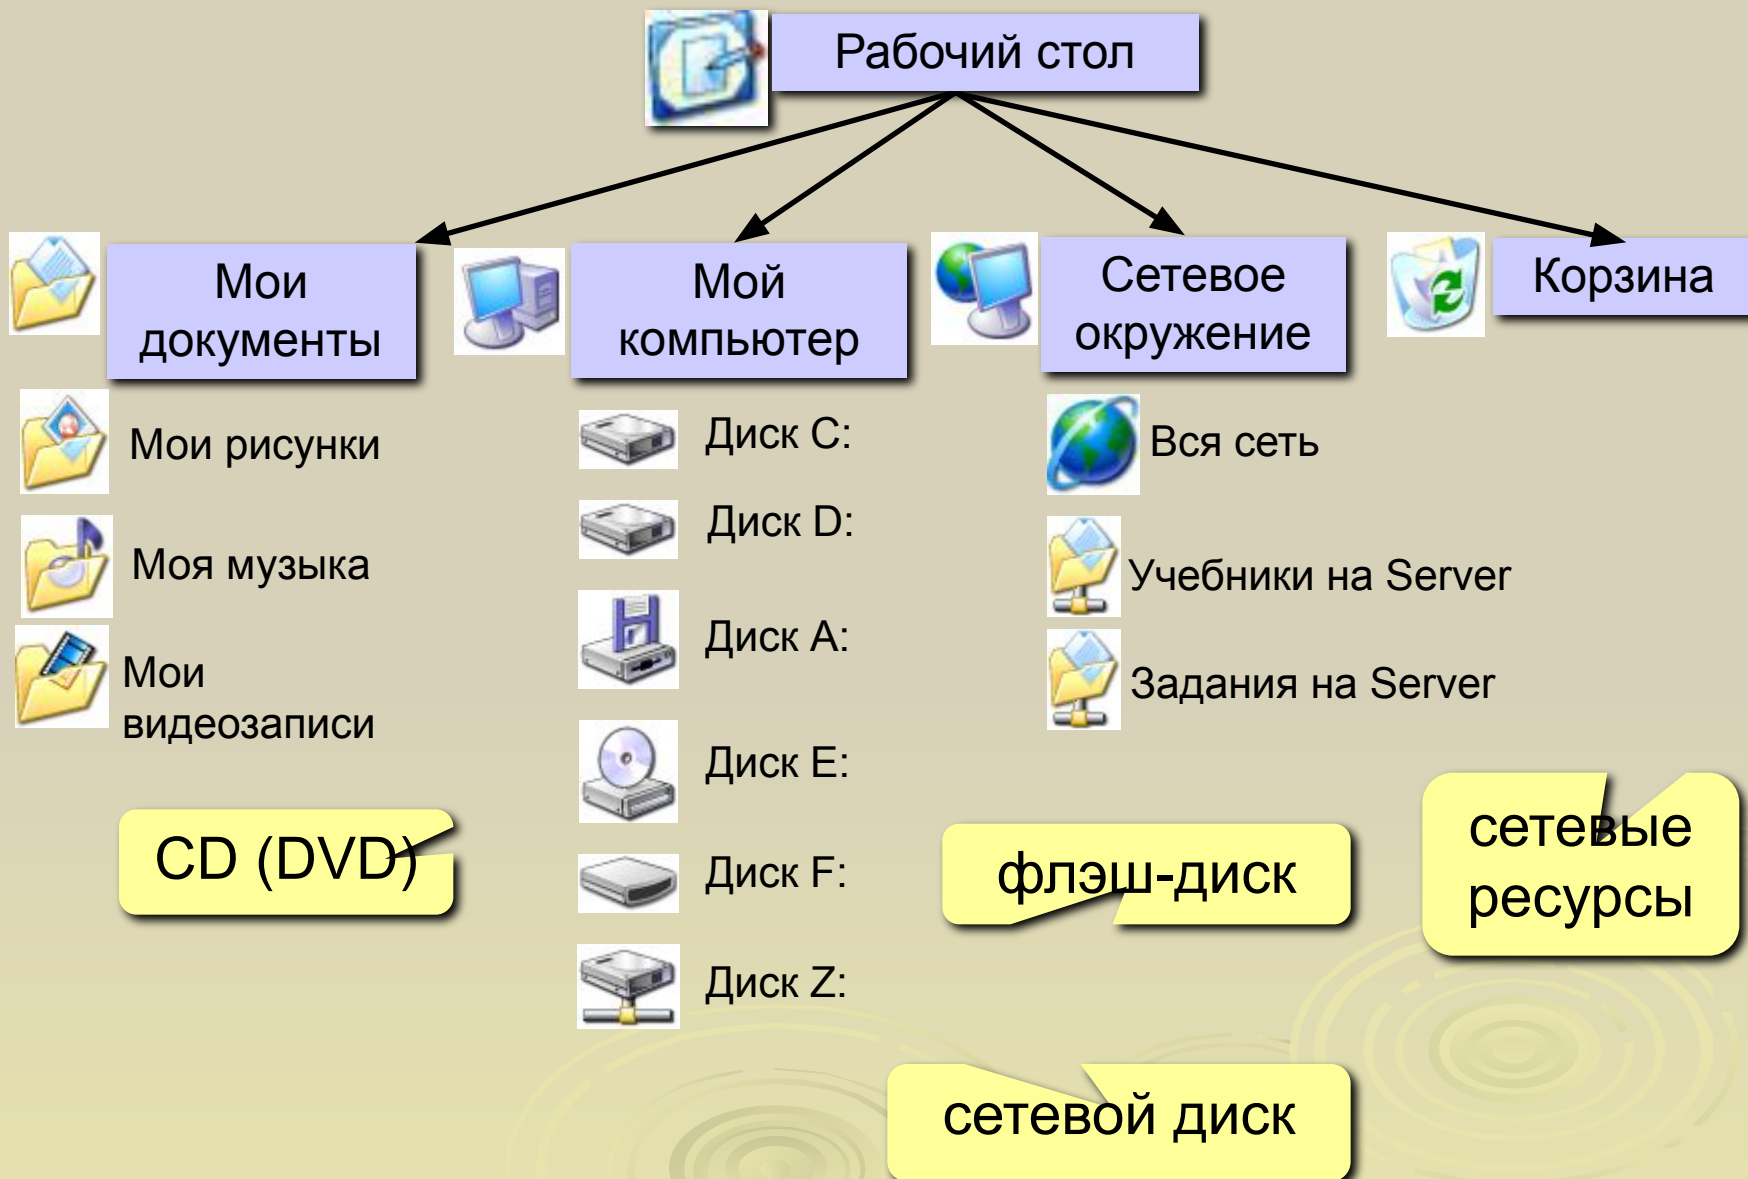 Рабочий стол
Мои
документы
Мой
компьютер
Сетевое
окружение
Корзина
Мои рисунки
Моя музыка
Мои
видеозаписи
Диск C:
Диск D:
Диск A:
Диск E:
Диск F:
Диск Z:
Вся сеть
Учебники на Server
Задания на Server
CD (DVD)
флэш-диск
сетевые
ресурсы
сетевой диск